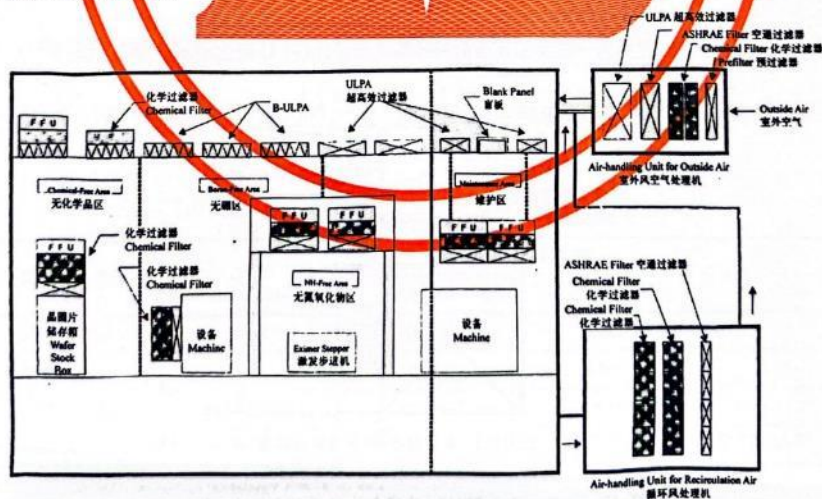 ULPA 超高效过滤器
ASHRAE Filter 空通过滤器
Chemical Filter 化学过滤器
Prefilter 预过滤器
Outside Air
室外空气
Air-handling Unit for Outside Air
室外风空气处理机
FFU
化学过滤器
Chemical Filter
B-ULPA
ULPA
超高效过滤器
Blank Panel
盲板
Chemical-Free Area
无化学品区
Boron-Free Area
无硼区
Maintenance Area
维护区
FFU
化学过滤器
Chemical Filter
化学过滤器
Chemical Filter
FFU
FFU
FFU
FFU
NH-Free Area
无氮氧化物区
晶圆片
储存箱
Wafer
Stock
Box
设备
Machine
Eximer Stepper
激发步进机
设备
Machine
ASHRAE Filter 空通过滤器
Chemical Filter
化学过滤器
Chemical Filter
化学过滤器
Air-handling Unit for Recirculation Air
循环风处理机